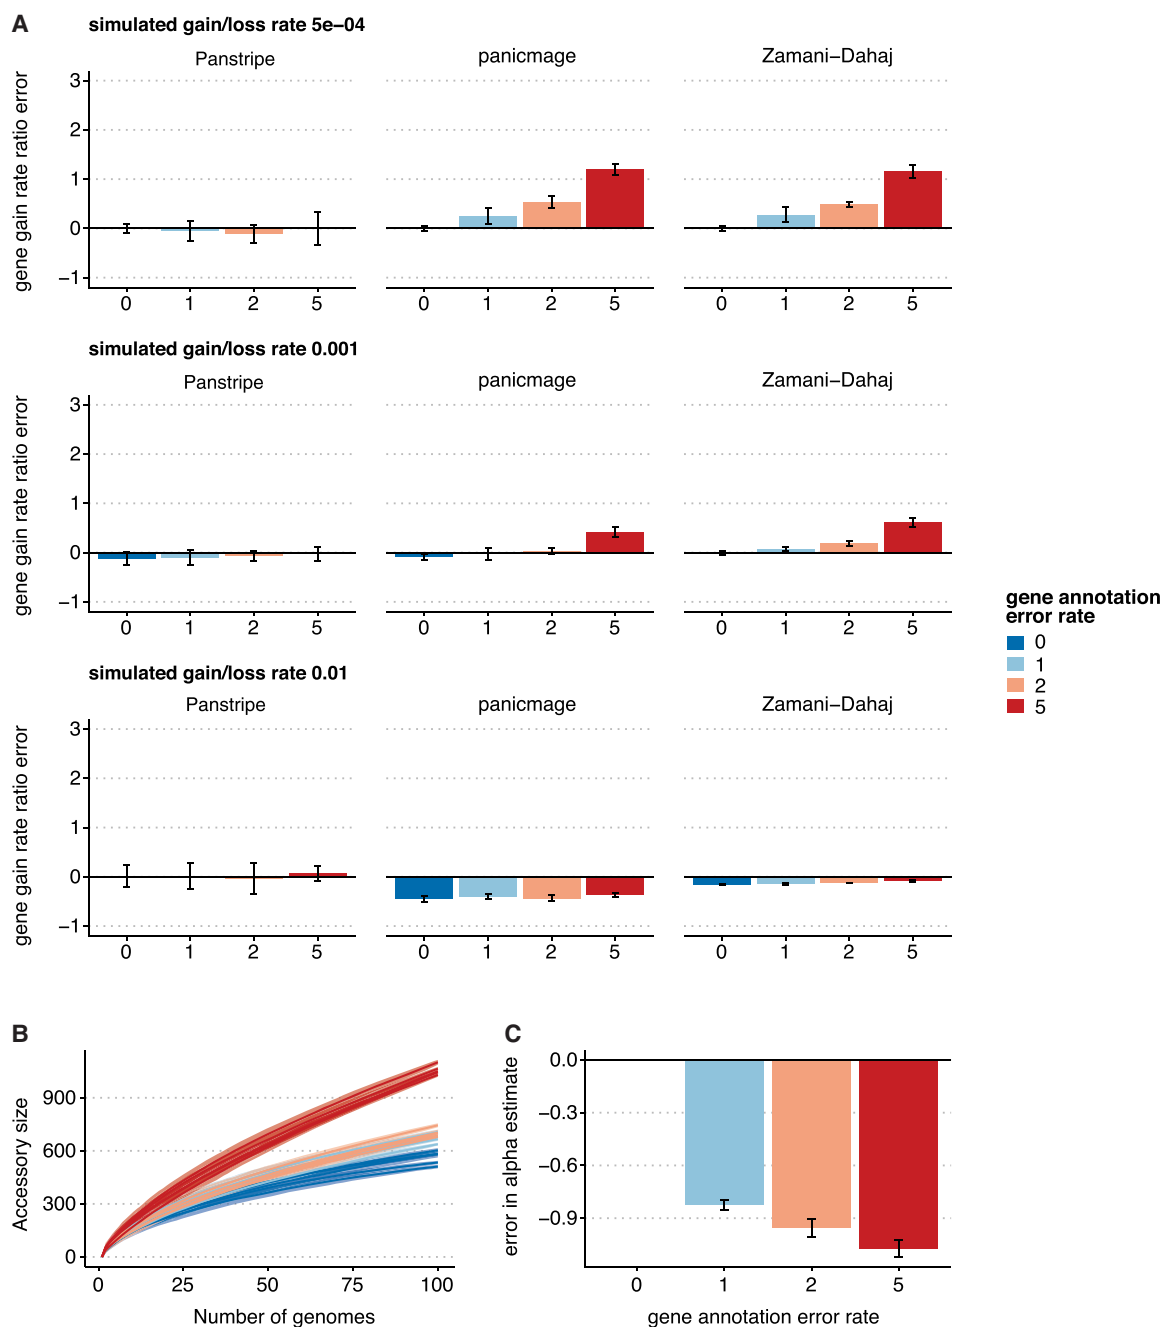 A
simulated gain/loss rate 5e−04
Panstripe panicmage Zamani−Dahaj
gene gain rate ratio error
3
2
1
0
−1
0 1 2 5 0 1 2 5 0 1 2 5
simulated gain/loss rate 0.001
Panstripe panicmage Zamani−Dahaj
gene gain rate ratio error
3
2
1
0
−1
0 1 2 5 0 1 2 5 0 1 2 5
gene annotation
error rate
0
1
2
5
simulated gain/loss rate 0.01
Panstripe panicmage Zamani−Dahaj
gene gain rate ratio error
3
2
1
0
−1
0 1 2 5 0 1 2 5 0 1 2 5
B
Accessory size
900
600
300
0
0 25 50 75 100
Number of genomes
C
error in alpha estimate
0.0
−0.3
−0.6
−0.9
0 1 2 5
gene annotation error rate